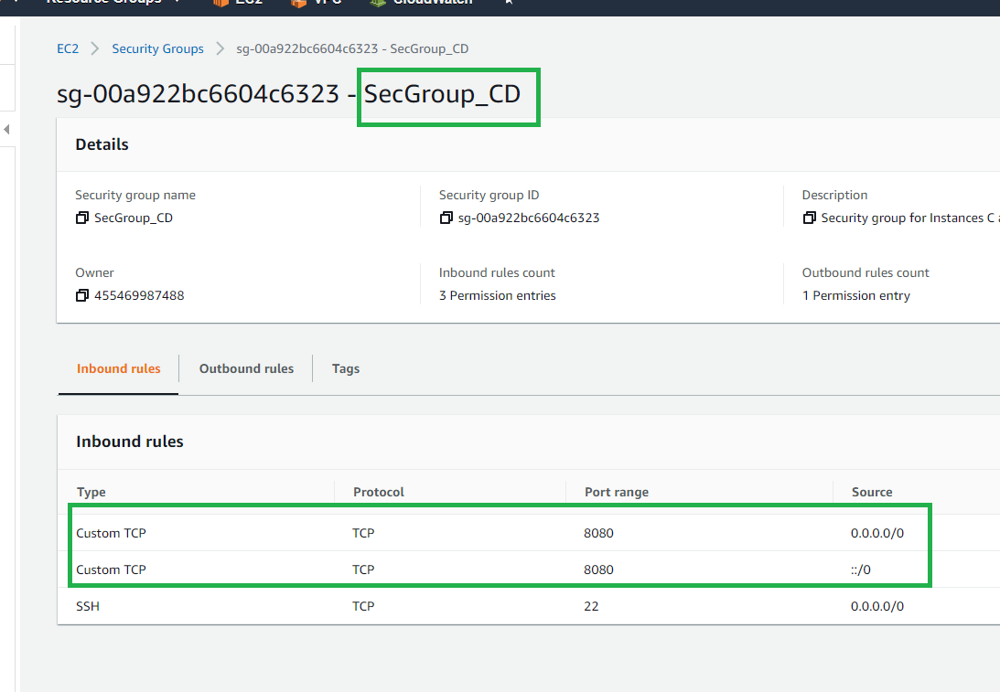 Resource Groups EC2 VPC CloudWatch
EC2 > Security Groups > sg-00a922bc6604c6323 - SecGroup_CD
sg-00a922bc6604c6323 - SecGroup_CD
Details
Security group name Security group ID Description
SecGroup_CD sg-00a922bc6604c6323 Security group for Instances C
Owner Inbound rules count Outbound rules count
455469987488 3 Permission entries 1 Permission entry
Inbound rules Outbound rules Tags
Inbound rules
Type Protocol Port range Source
Custom TCP TCP 8080 0.0.0.0/0
Custom TCP TCP 8080 ::/0
SSH TCP 22 0.0.0.0/0